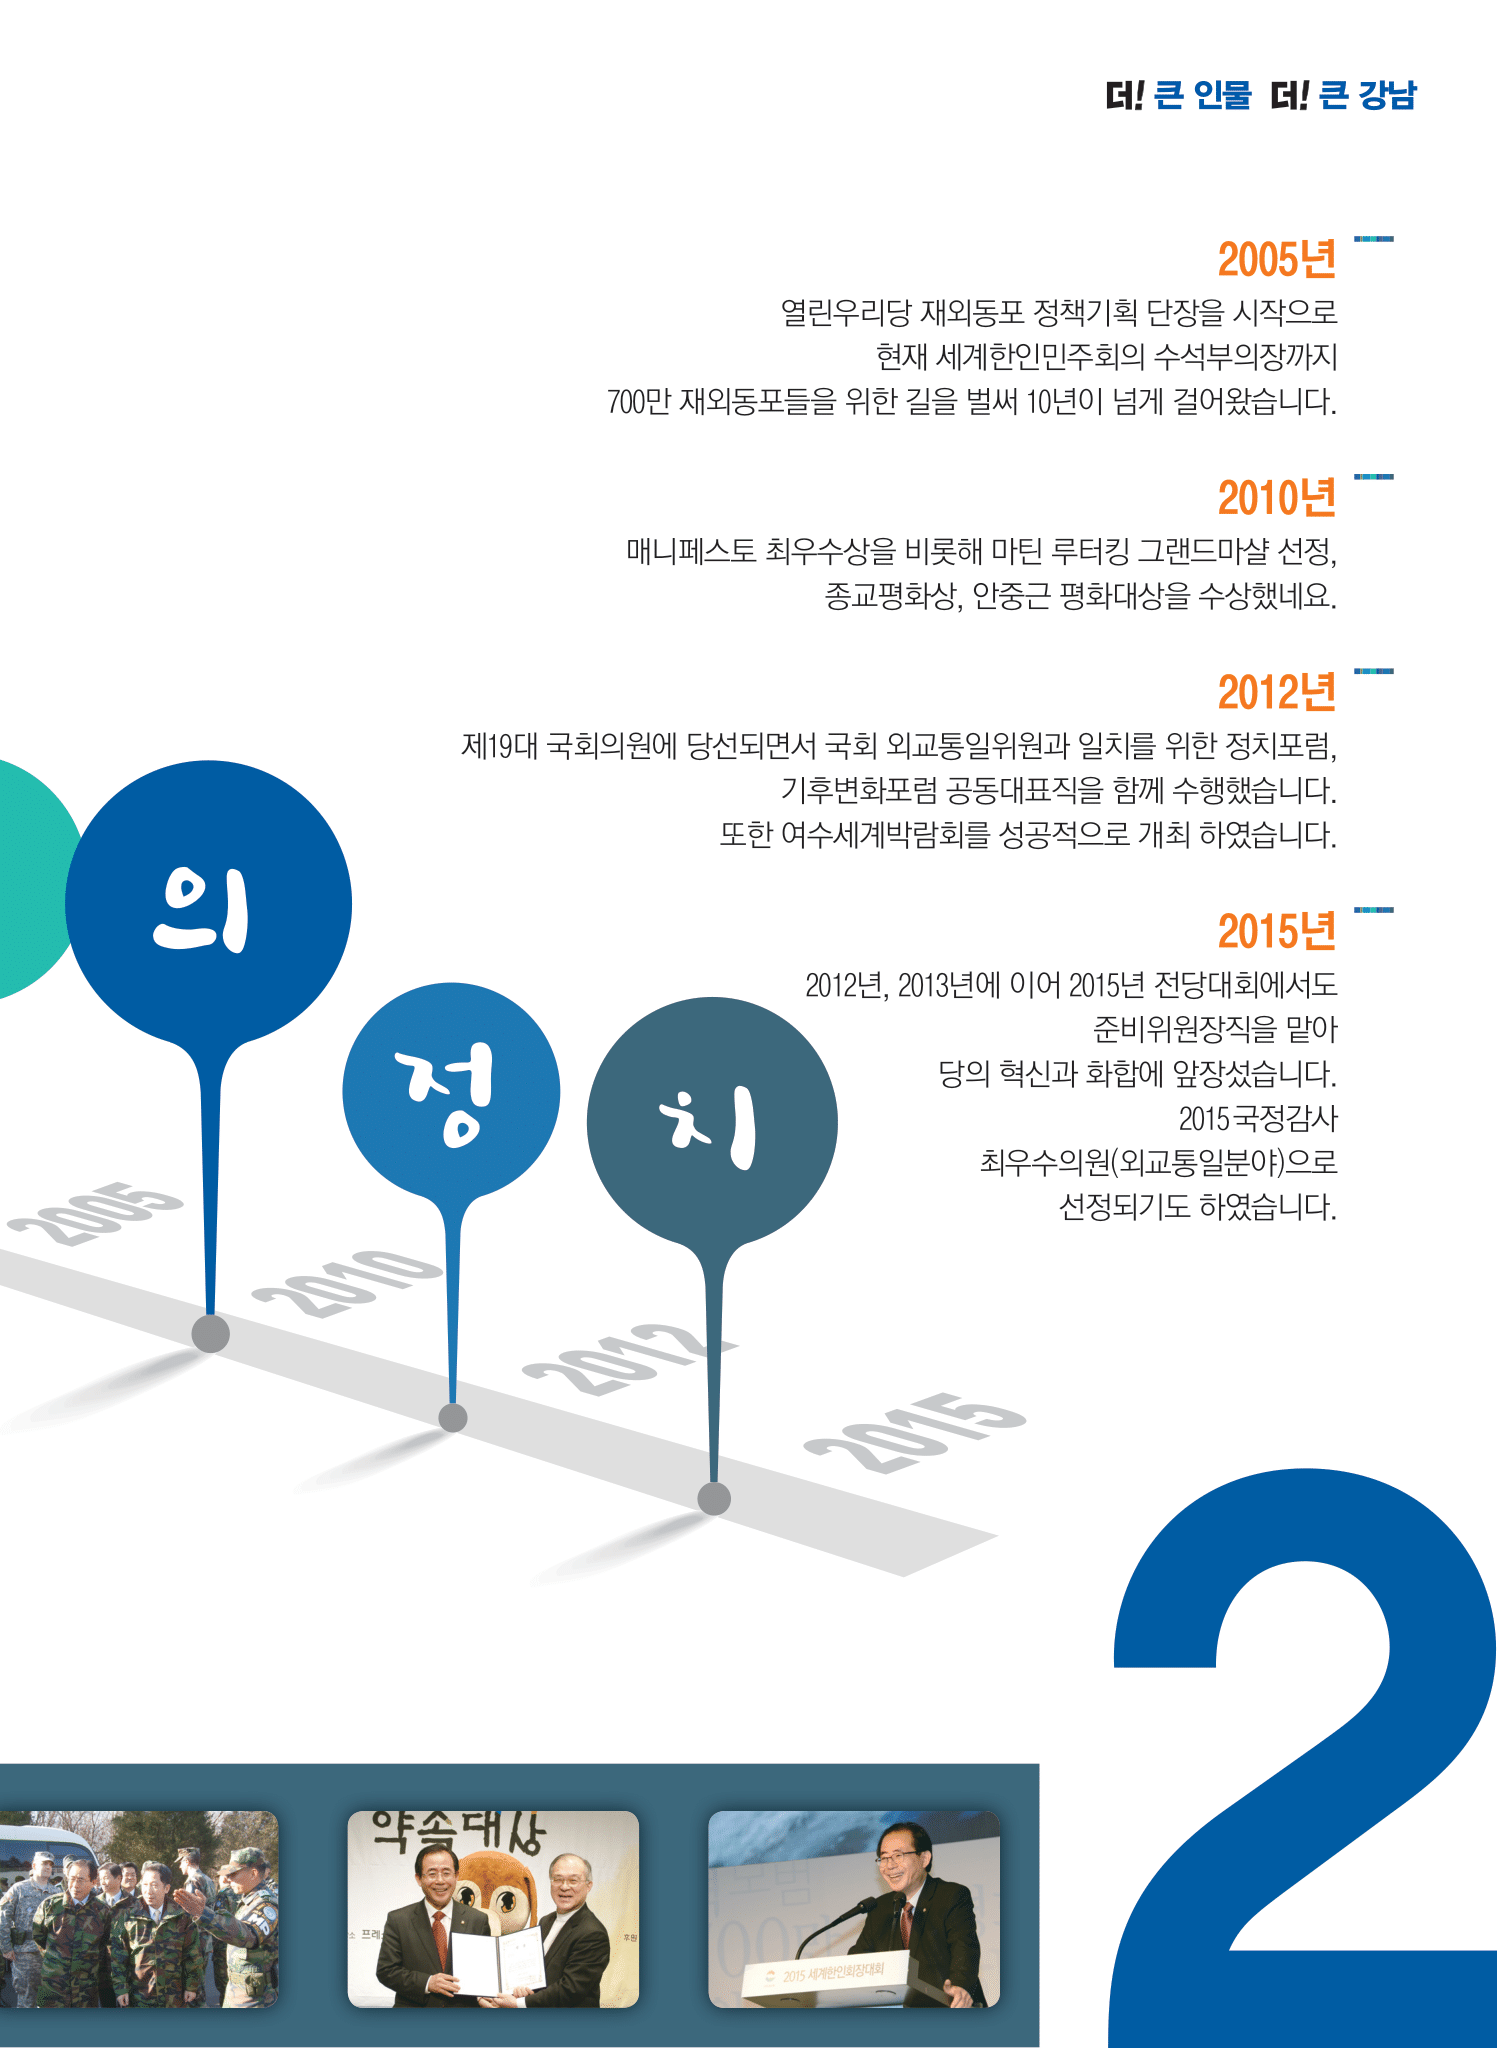 더! 큰 인물 더! 큰 강남
2005년
열린우리당 재외동포 정책기획 단장을 시작으로
현재 세계한인민주회의 수석부의장까지
700만 재외동포들을 위한 길을 벌써 10년이 넘게 걸어왔습니다.
2010년
매니페스토 최우수상을 비롯해 마틴 루터킹 그랜드마샬 선정,
종교평화상, 안중근 평화대상을 수상했네요.
2012년
제19대 국회의원에 당선되면서 국회 외교통일위원과 일치를 위한 정치포럼,
기후변화포럼 공동대표직을 함께 수행했습니다.
또한 여수세계박람회를 성공적으로 개최 하였습니다.
2015년
2012년, 2013년에 이어 2015년 전당대회에서도
준비위원장직을 맡아
당의 혁신과 화합에 앞장섰습니다.
2015국정감사
최우수의원(외교통일분야)으로
선정되기도 하였습니다.
의
정
치
2005
2010
2012
2015
약속대상
프레
후원
2015 세계한인회장대회
2